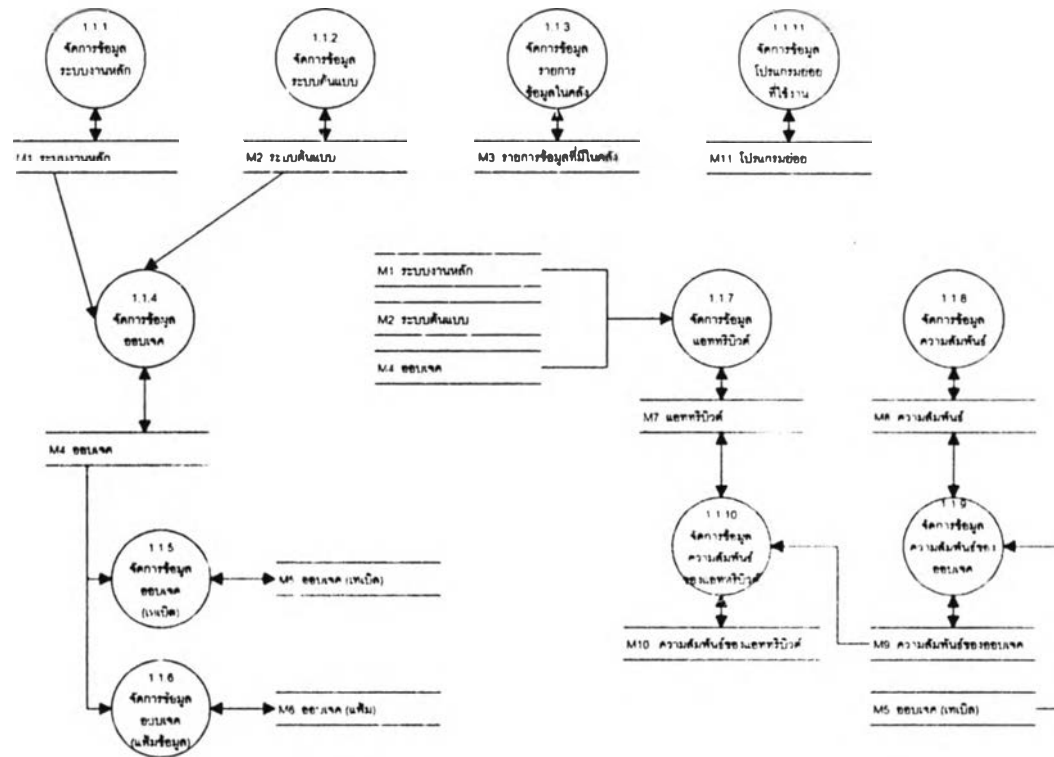 1.1.1
จัดการข้อมูล
ระบบงานหลัก
1.1.2
จัดการข้อมูล
ระบบต้นแบบ
1.1.3
จัดการข้อมูล
รายการ
ข้อมูลในคลัง
1.1.11
จัดการข้อมูล
โปรแกรมย่อย
ที่ใช้งาน
M1 ระบบงานหลัก
M2 ระบบต้นแบบ
M3 รายการข้อมูลที่มีในคลัง
M11 โปรแกรมย่อย
1.1.4
จัดการข้อมูล
ออบเจค
M1 ระบบงานหลัก
M2 ระบบต้นแบบ
M4 ออบเจค
1.1.7
จัดการข้อมูล
แอททริบิวต์
1.1.8
จัดการข้อมูล
ความสัมพันธ์
M4 ออบเจค
M7 แอททริบิวต์
M8 ความสัมพันธ์
1.1.5
จัดการข้อมูล
ออบเจค
(เทเบิล)
M5 ออบเจค (เทเบิล)
1.1.10
จัดการข้อมูล
ความสัมพันธ์
ของแอททริบิวต์
1.1.9
จัดการข้อมูล
ความสัมพันธ์ของ
ออบเจค
M10 ความสัมพันธ์ของแอททริบิวต์
M9 ความสัมพันธ์ของออบเจค
1.1.6
จัดการข้อมูล
ออบเจค
(แฟ้มข้อมูล)
M6 ออบเจค (แฟ้ม)
M5 ออบเจค (เทเบิล)